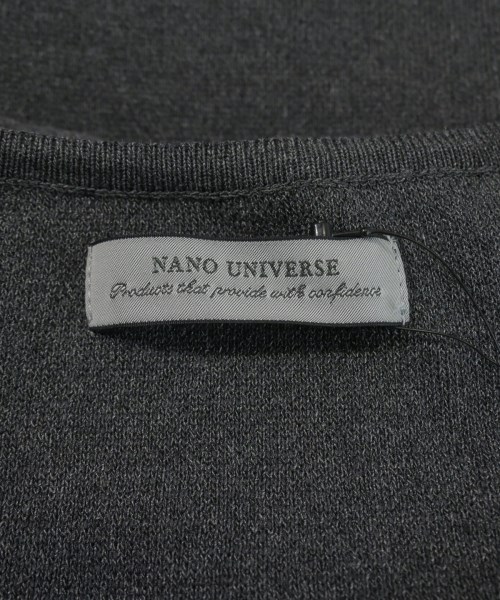 NANO UNIVERSE
Products that provide with confidence